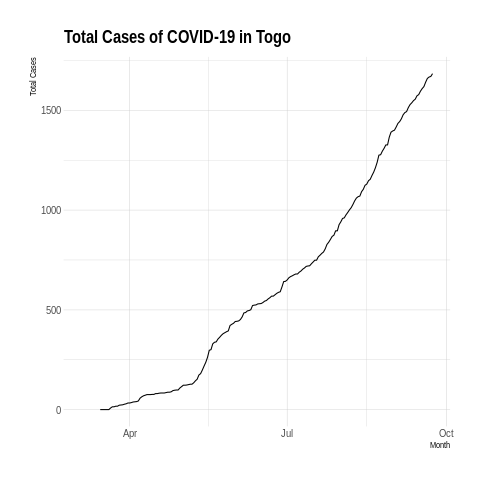 Total Cases of COVID-19 in Togo
Total Cases
1500
1000
500
0
Apr
Jul
Oct
Month